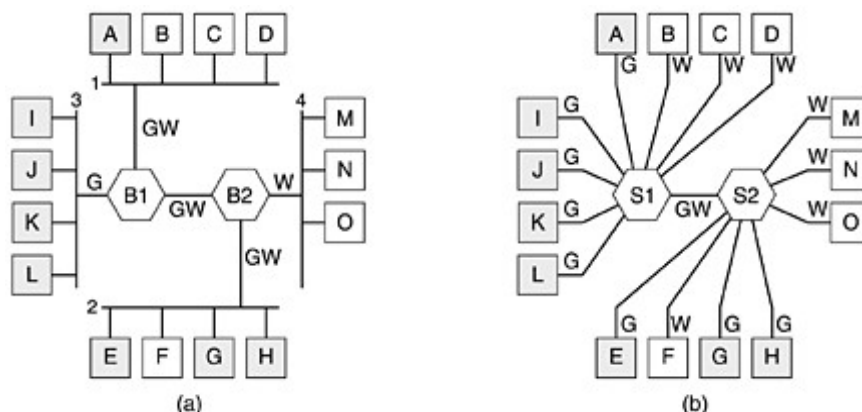 A B C D
1
3
4
I
GW
M
J
N
G
B1
B2
W
GW
K
O
GW
L
2
E F G H
(a)
A B C D
G W W W
I
G
W
M
J
G
W
N
S1
S2
GW
K
G
W
O
L
G
G W G G
E F G H
(b)